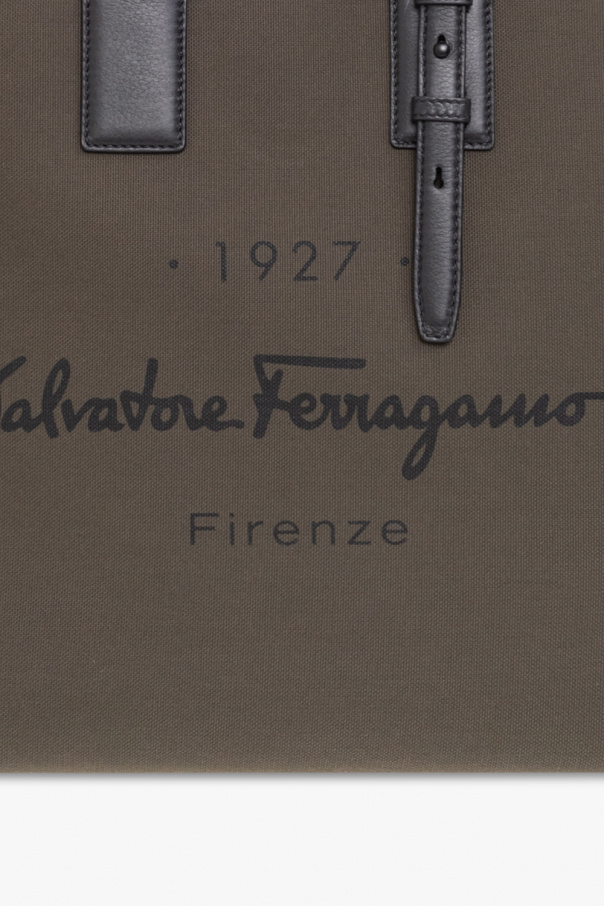 · 1927 ·
Salvatore Ferragamo
Firenze